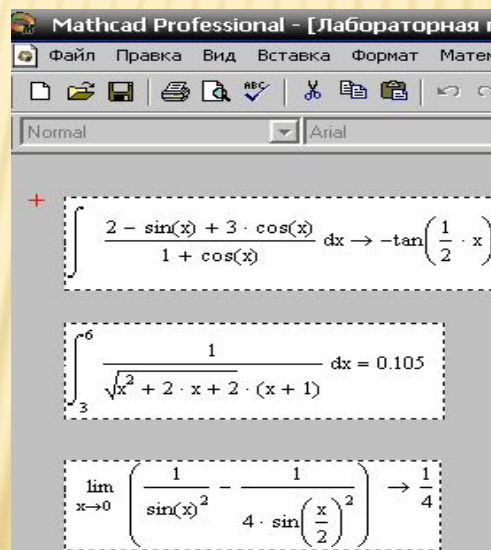 Mathcad Professional - [Лабораторная
Файл Правка Вид Вставка Формат Матем
ABC
Normal Arial
+
∫ (2 − sin(x) + 3 · cos(x)) / (1 + cos(x)) dx → −tan(1/2 · x)
∫₃⁶ 1 / (√(x² + 2 · x + 2) · (x + 1)) dx = 0.105
lim x→0 (1 / sin(x)² − 1 / (4 · sin(x/2)²)) → 1/4